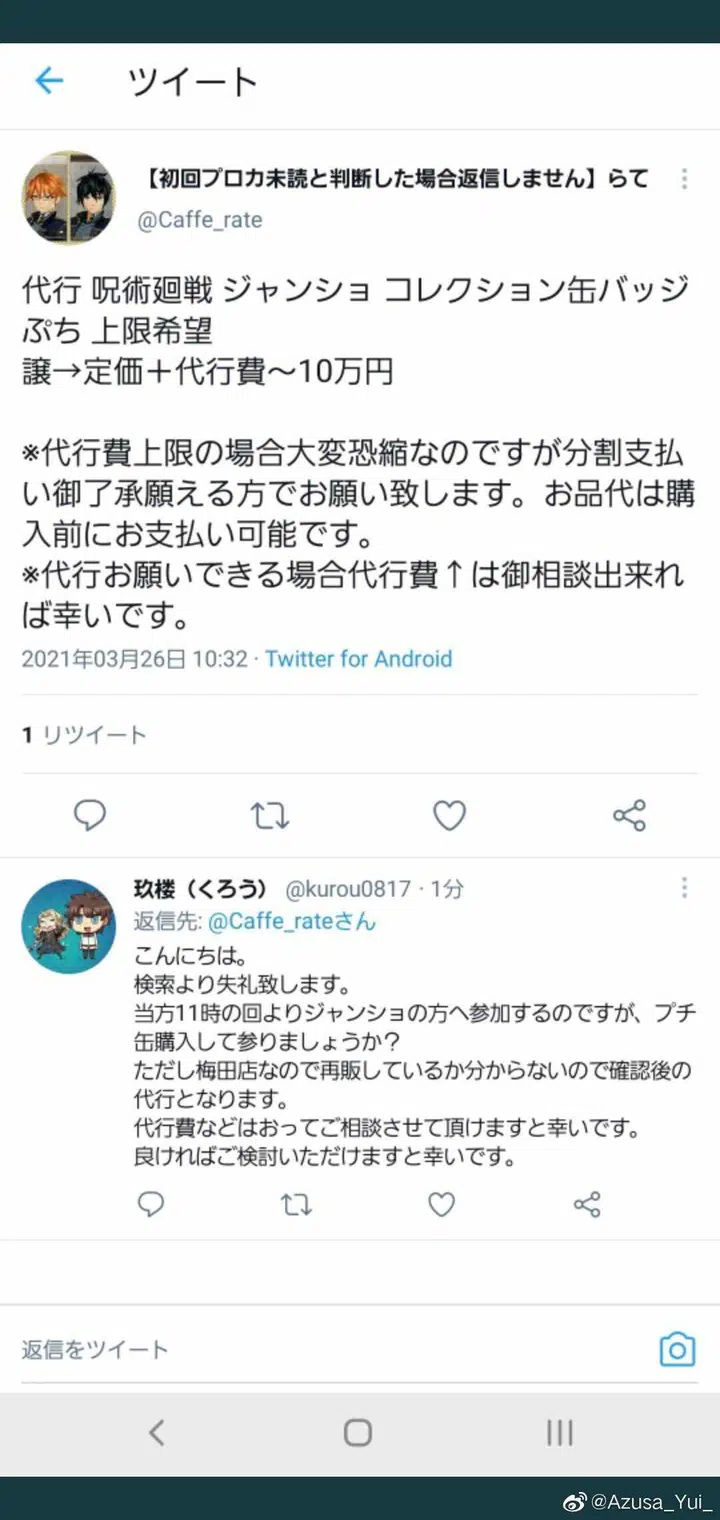 ツイート
【初回プロカ未読と判断した場合返信しません】らて
@Caffe_rate
代行 呪術廻戦 ジャンショ コレクション缶バッジ
ぷち 上限希望
譲→定価＋代行費〜10万円
※代行費上限の場合大変恐縮なのですが分割支払
い御了承願える方でお願い致します。お品代は購
入前にお支払い可能です。
※代行お願いできる場合代行費↑は御相談出来れ
ば幸いです。
2021年03月26日 10:32 · Twitter for Android
1 リツイート
玖楼（くろう） @kurou0817 · 1分
返信先: @Caffe_rateさん
こんにちは。
検索より失礼致します。
当方11時の回よりジャンショの方へ参加するのですが、プチ
缶購入して参りましょうか？
ただし梅田店なので再販しているか分からないので確認後の
代行となります。
代行費などはおってご相談させて頂けますと幸いです。
良ければご検討いただけますと幸いです。
返信をツイート
@Azusa_Yui_